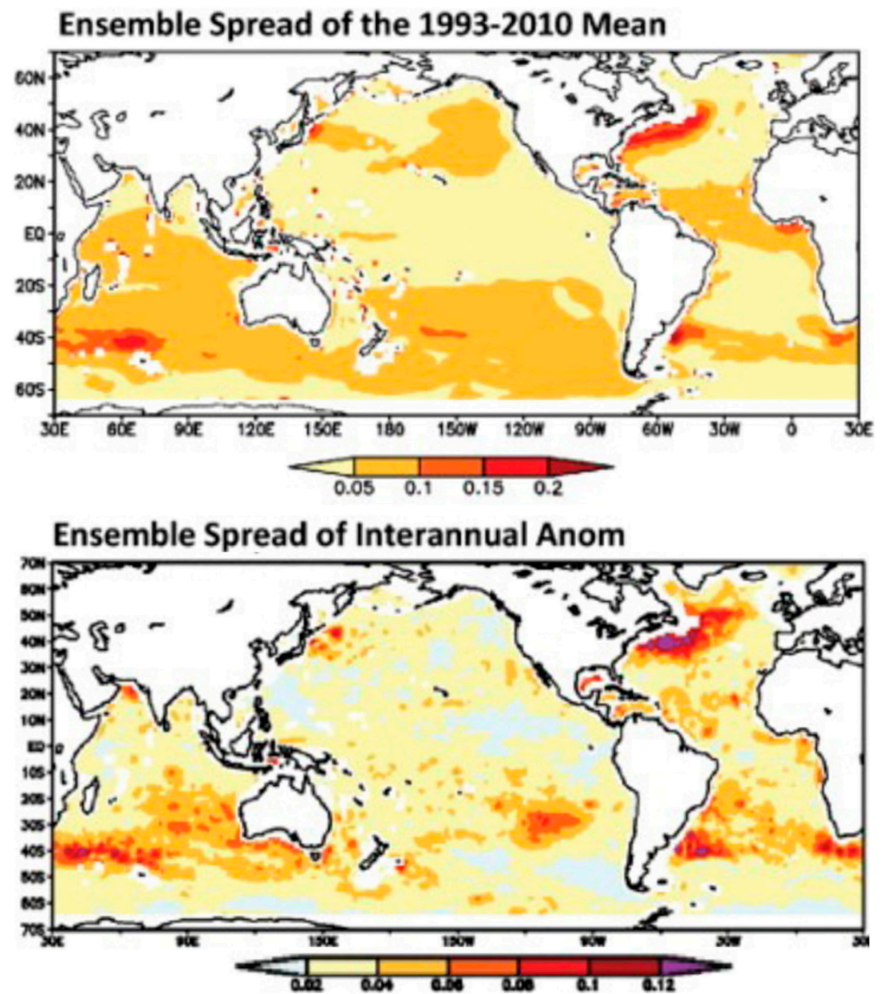 Ensemble Spread of the 1993-2010 Mean
60N
40N
20N
EQ
20S
40S
60S
30E 60E 90E 120E 150E 180 150W 120W 90W 60W 30W 0 30E
0.05 0.1 0.15 0.2
Ensemble Spread of Interannual Anom
70N
60N
50N
40N
30N
20N
10N
EQ
10S
20S
30S
40S
50S
60S
70S
90E 150E 150W 90W
0.02 0.04 0.06 0.08 0.1 0.12